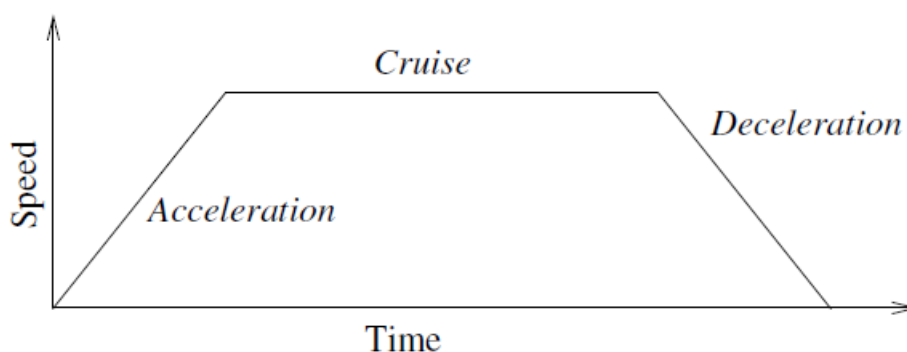 Cruise
Deceleration
Acceleration
Speed
Time